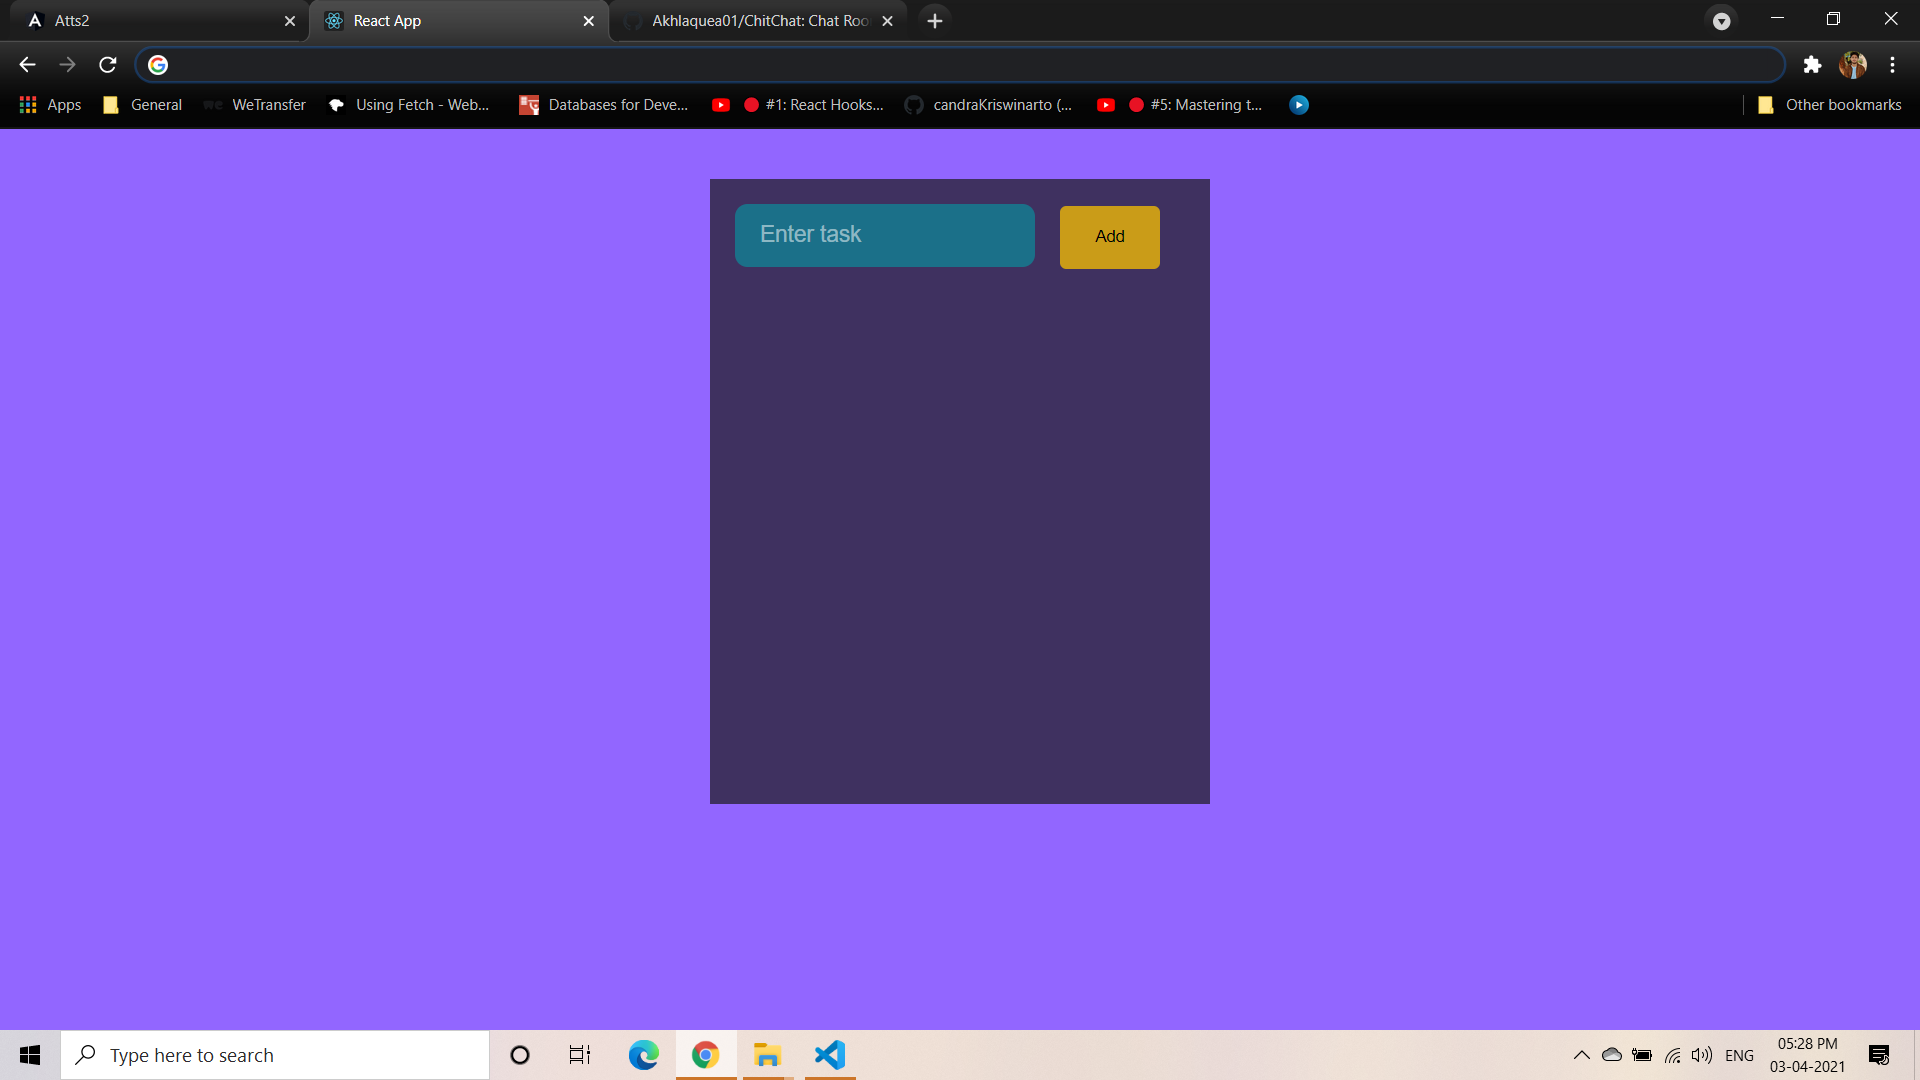 Atts2
React App
Akhlaquea01/ChitChat: Chat Roo
Apps
General
WeTransfer
Using Fetch - Web...
Databases for Deve...
#1: React Hooks...
candraKriswinarto (...
#5: Mastering t...
Other bookmarks
Enter task
Add
Type here to search
ENG
05:28 PM
03-04-2021